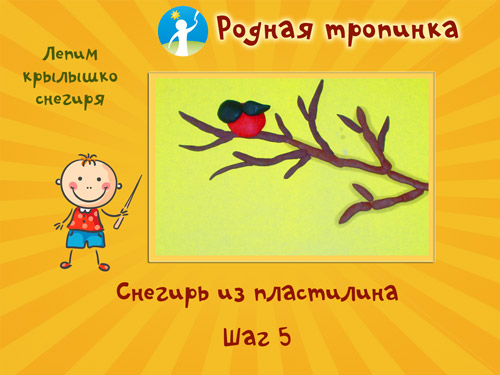 Родная тропинка
Лепим
крылышко
снегиря
Снегирь из пластилина
Шаг 5